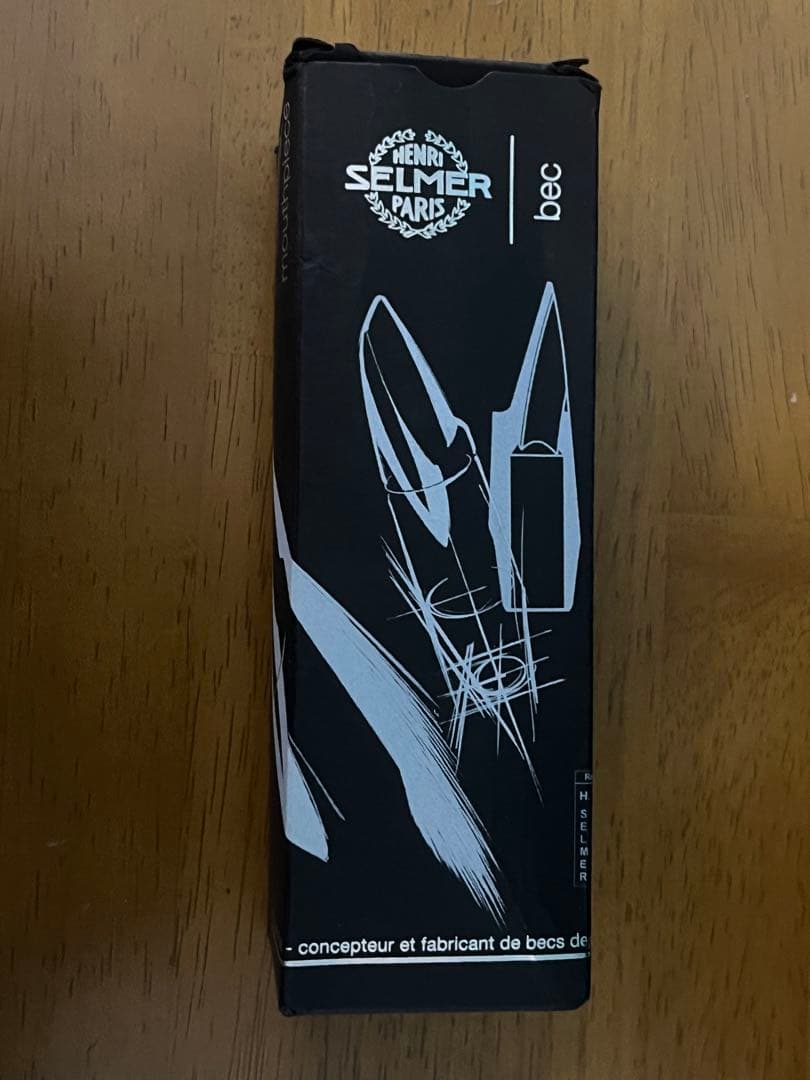 HENRI
SELMER
PARIS
bec
mouthpiece
R
H. SELMER
- concepteur et fabricant de becs de